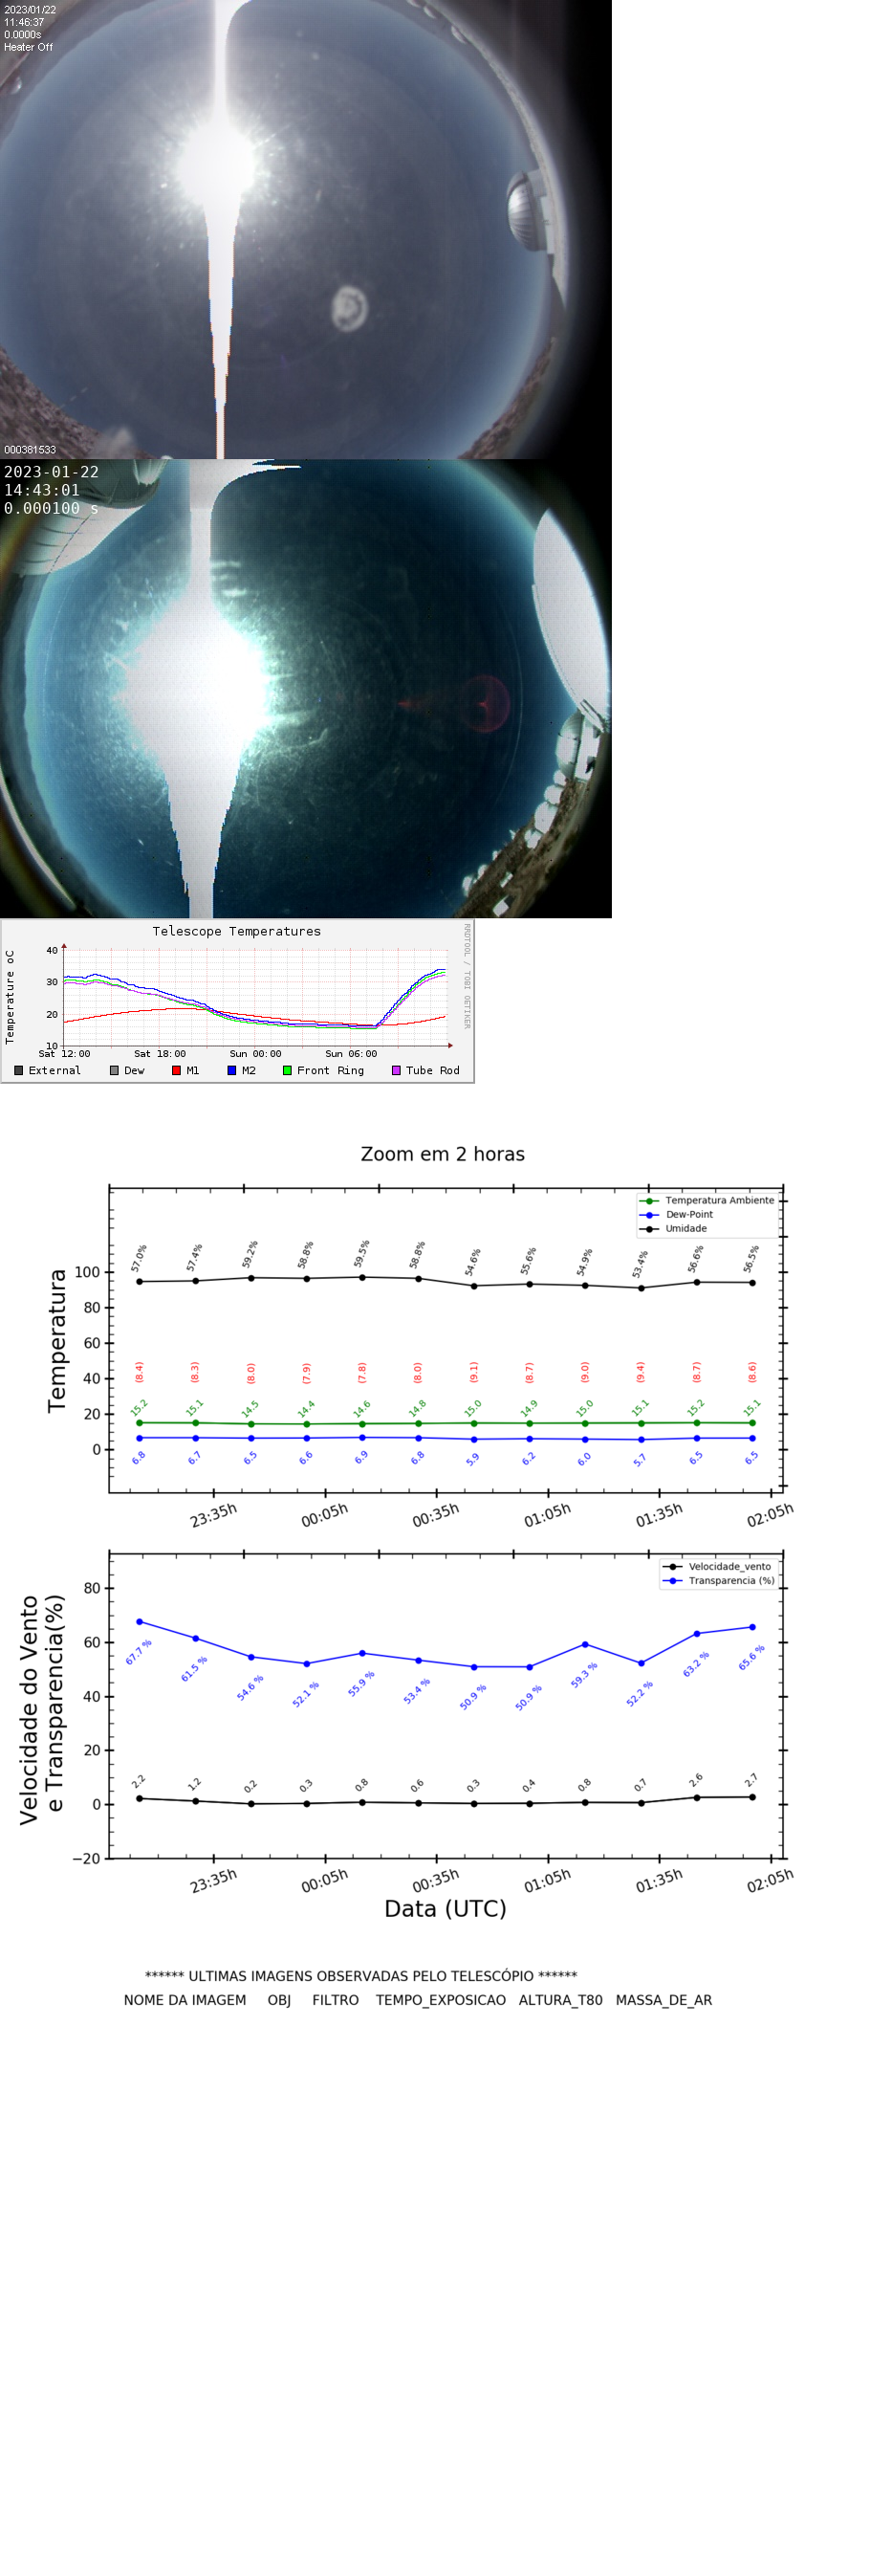 2023/01/22
11:46:37
0.0000s
Heater Off
000381533
2023-01-22
14:43:01
0.000100 s
Telescope Temperatures
RRDTOOL / TOBI OETIKER
Temperature oC
40
30
20
10
Sat 12:00 Sat 18:00 Sun 00:00 Sun 06:00
External Dew M1 M2 Front Ring Tube Rod
Zoom em 2 horas
Temperatura Ambiente
Dew-Point
Umidade
Temperatura
100
80
60
40
20
0
57.0% 57.4% 59.2% 58.8% 59.5% 58.8% 54.6% 55.6% 54.9% 53.4% 56.6% 56.5%
(8.4) (8.3) (8.0) (7.9) (7.8) (8.0) (9.1) (8.7) (9.0) (9.4) (8.7) (8.6)
15.2 15.1 14.5 14.4 14.6 14.8 15.0 14.9 15.0 15.1 15.2 15.1
6.8 6.7 6.5 6.6 6.9 6.8 5.9 6.2 6.0 5.7 6.5 6.5
23:35h 00:05h 00:35h 01:05h 01:35h 02:05h
Velocidade_vento
Transparencia (%)
Velocidade do Vento
e Transparencia(%)
80
60
40
20
0
−20
67.7 % 61.5 % 54.6 % 52.1 % 55.9 % 53.4 % 50.9 % 50.9 % 59.3 % 52.2 % 63.2 % 65.6 %
2.2 1.2 0.2 0.3 0.8 0.6 0.3 0.4 0.8 0.7 2.6 2.7
23:35h 00:05h 00:35h 01:05h 01:35h 02:05h
Data (UTC)
****** ULTIMAS IMAGENS OBSERVADAS PELO TELESCÓPIO ******
NOME DA IMAGEM OBJ FILTRO TEMPO_EXPOSICAO ALTURA_T80 MASSA_DE_AR